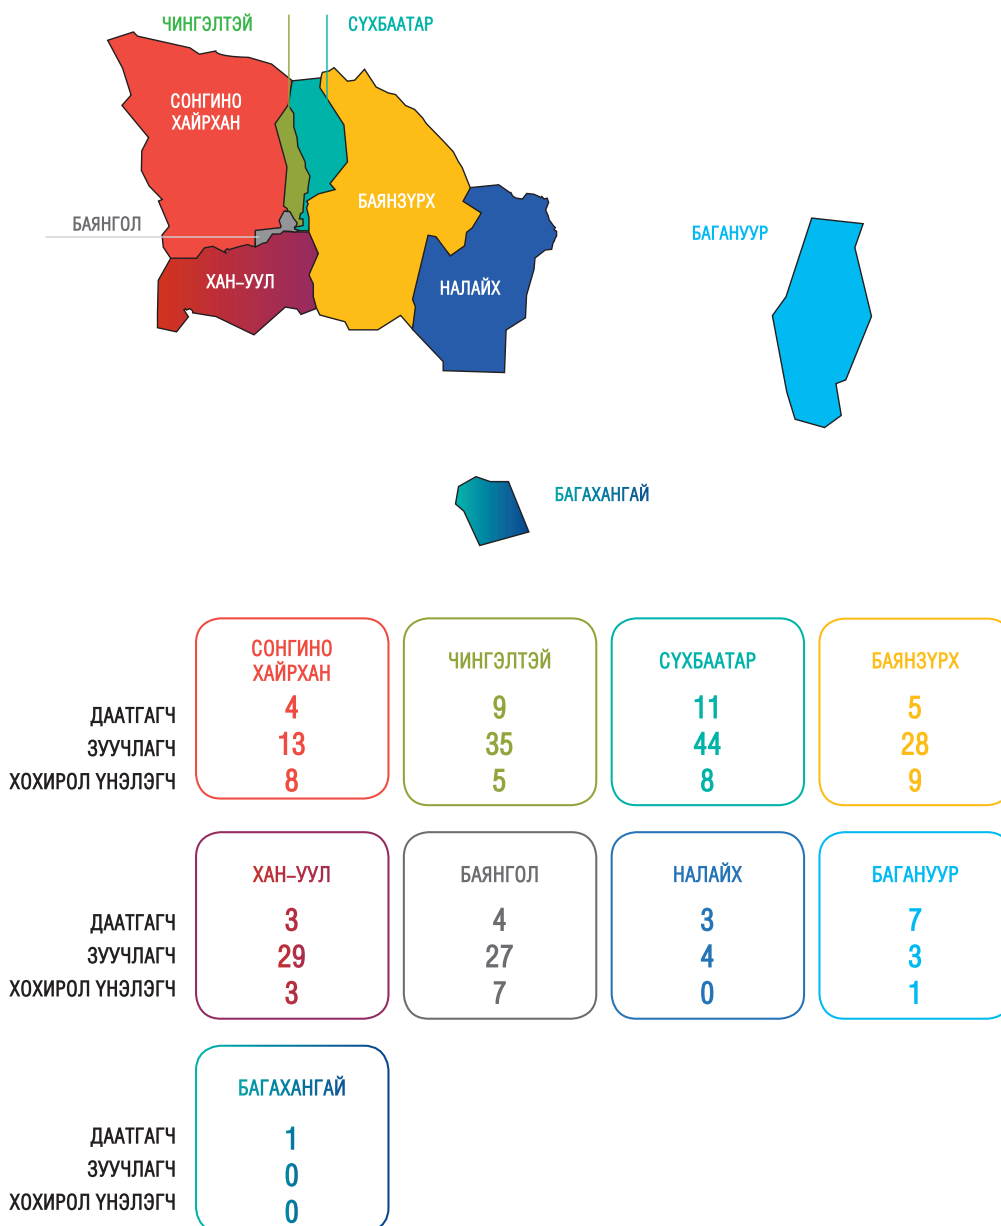 ЧИНГЭЛТЭЙ
СҮХБААТАР
СОНГИНО
ХАЙРХАН
БАЯНЗҮРХ
БАЯНГОЛ
БАГАНУУР
ХАН–УУЛ
НАЛАЙХ
БАГАХАНГАЙ
СОНГИНО
ХАЙРХАН
ЧИНГЭЛТЭЙ
СҮХБААТАР
БАЯНЗҮРХ
ДААТГАГЧ 4 9 11 5
ЗУУЧЛАГЧ 13 35 44 28
ХОХИРОЛ ҮНЭЛЭГЧ 8 5 8 9
ХАН–УУЛ БАЯНГОЛ НАЛАЙХ БАГАНУУР
ДААТГАГЧ 3 4 3 7
ЗУУЧЛАГЧ 29 27 4 3
ХОХИРОЛ ҮНЭЛЭГЧ 3 7 0 1
БАГАХАНГАЙ
ДААТГАГЧ 1
ЗУУЧЛАГЧ 0
ХОХИРОЛ ҮНЭЛЭГЧ 0